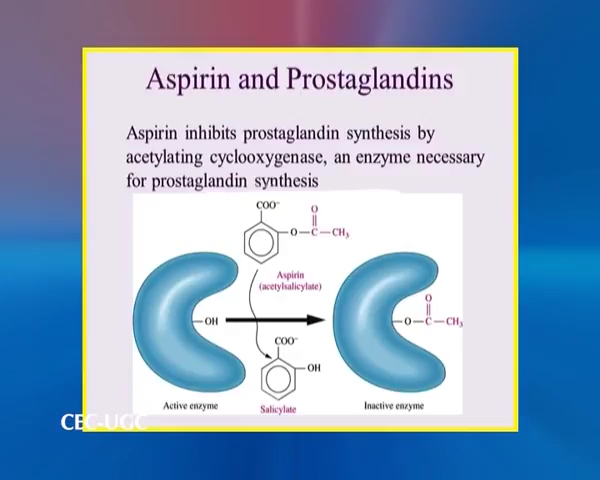 Aspirin and Prostaglandins
Aspirin inhibits prostaglandin synthesis by
acetylating cyclooxygenase, an enzyme necessary
for prostaglandin synthesis
COO⁻
O
O—C—CH₃
Aspirin
(acetylsalicylate)
OH
COO⁻
OH
O
O—C—CH₃
Active enzyme
Salicylate
Inactive enzyme
CEC-UGC